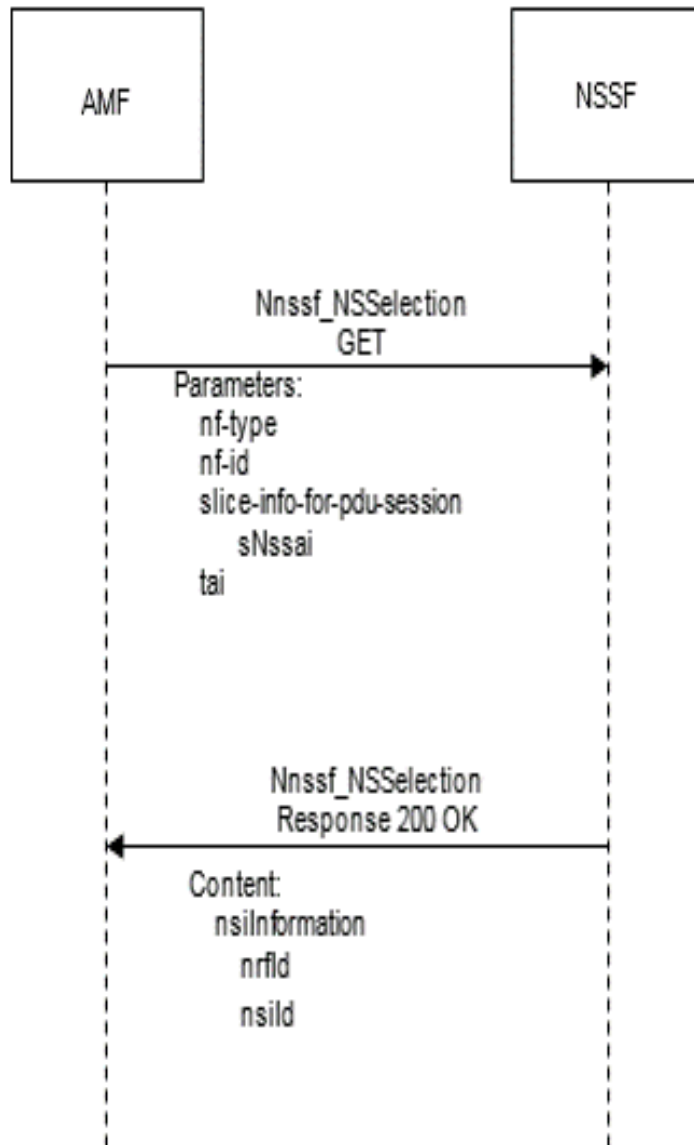 AMF
NSSF
Nnssf_NSSelection
GET
Parameters:
nf-type
nf-id
slice-info-for-pdu-session
sNssai
tai
Nnssf_NSSelection
Response 200 OK
Content:
nsiInformation
nrfId
nsiId